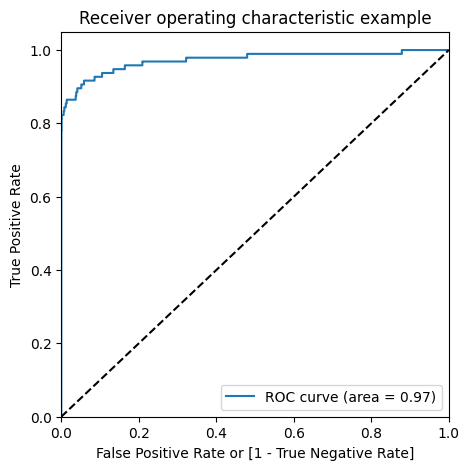 Receiver operating characteristic example
1.0
0.8
0.6
0.4
0.2
0.0
True Positive Rate
ROC curve (area = 0.97)
0.0 0.2 0.4 0.6 0.8 1.0
False Positive Rate or [1 - True Negative Rate]